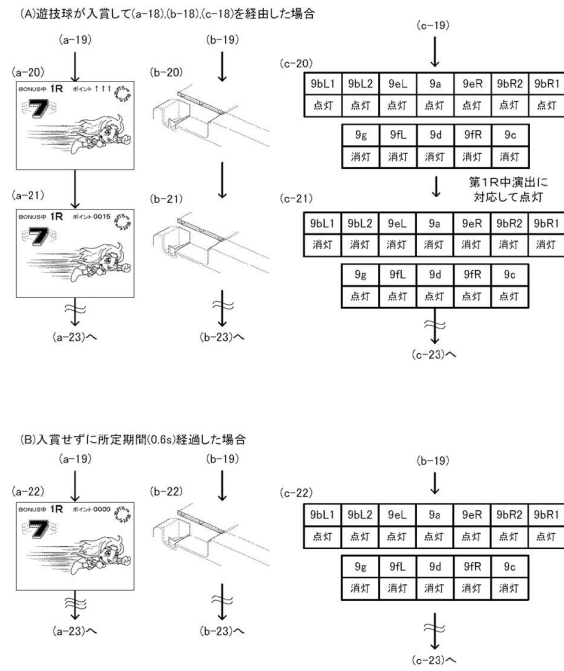 (A)遊技球が入賞して(a-18),(b-18),(c-18)を経由した場合
(a-19) (b-19) (c-19)
(a-20) (b-20) (c-20)
BONUS中 1R ポイント ↑↑↑
7
9bL1 9bL2 9eL 9a 9eR 9bR2 9bR1
点灯 点灯 点灯 点灯 点灯 点灯 点灯
9g 9fL 9d 9fR 9c
消灯 消灯 消灯 消灯 消灯
第1R中演出に
対応して点灯
(a-21) (b-21) (c-21)
BONUS中 1R ポイント 0015
7
9bL1 9bL2 9eL 9a 9eR 9bR2 9bR1
消灯 消灯 消灯 消灯 消灯 消灯 消灯
9g 9fL 9d 9fR 9c
点灯 点灯 点灯 点灯 点灯
(a-23)へ (b-23)へ (c-23)へ
(B)入賞せずに所定期間(0.6s)経過した場合
(a-19) (b-19) (b-19)
(a-22) (b-22) (c-22)
BONUS中 1R ポイント 0000
7
9bL1 9bL2 9eL 9a 9eR 9bR2 9bR1
点灯 点灯 点灯 点灯 点灯 点灯 点灯
9g 9fL 9d 9fR 9c
消灯 消灯 消灯 消灯 消灯
(a-23)へ (b-23)へ (c-23)へ